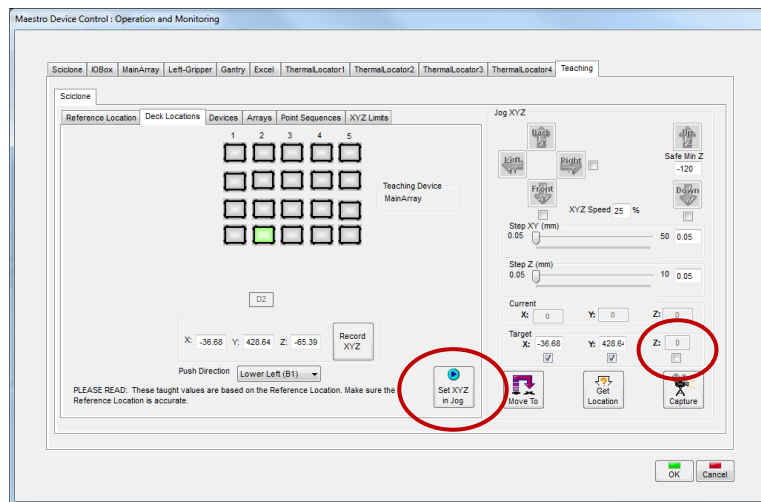 Maestro Device Control : Operation and Monitoring
Sciclone IOBox MainArray Left-Gripper Gantry Excel ThermalLocator1 ThermalLocator2 ThermalLocator3 ThermalLocator4 Teaching
Sciclone
Reference Location Deck Locations Devices Arrays Point Sequences XYZ Limits
1 2 3 4 5
Teaching Device
MainArray
D2
X: -36.68 Y: 428.64 Z: -65.39
Record
XYZ
Push Direction Lower Left (B1)
PLEASE READ: These taught values are based on the Reference Location. Make sure the
Reference Location is accurate.
Set XYZ
in Jog
Jog XYZ
Back
Up
Left
Right
Safe Min Z
-120
Front
Down
XYZ Speed 25 %
Step XY (mm)
0.05 50 0.05
Step Z (mm)
0.05 10 0.05
Current
X: 0 Y: 0 Z: 0
Target
X: -36.68 Y: 428.64 Z: 0
Move To
Get
Location
Capture
OK Cancel